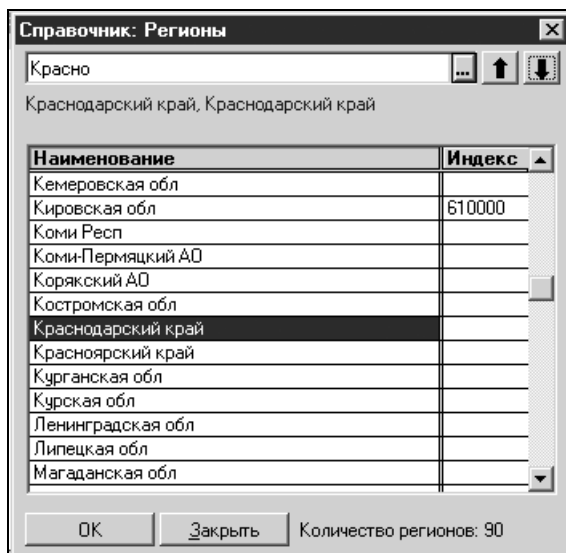 Справочник: Регионы
Красно
...
Краснодарский край, Краснодарский край
Наименование Индекс
Кемеровская обл
Кировская обл 610000
Коми Респ
Коми-Пермяцкий АО
Корякский АО
Костромская обл
Краснодарский край
Красноярский край
Курганская обл
Курская обл
Ленинградская обл
Липецкая обл
Магаданская обл
OK Закрыть Количество регионов: 90